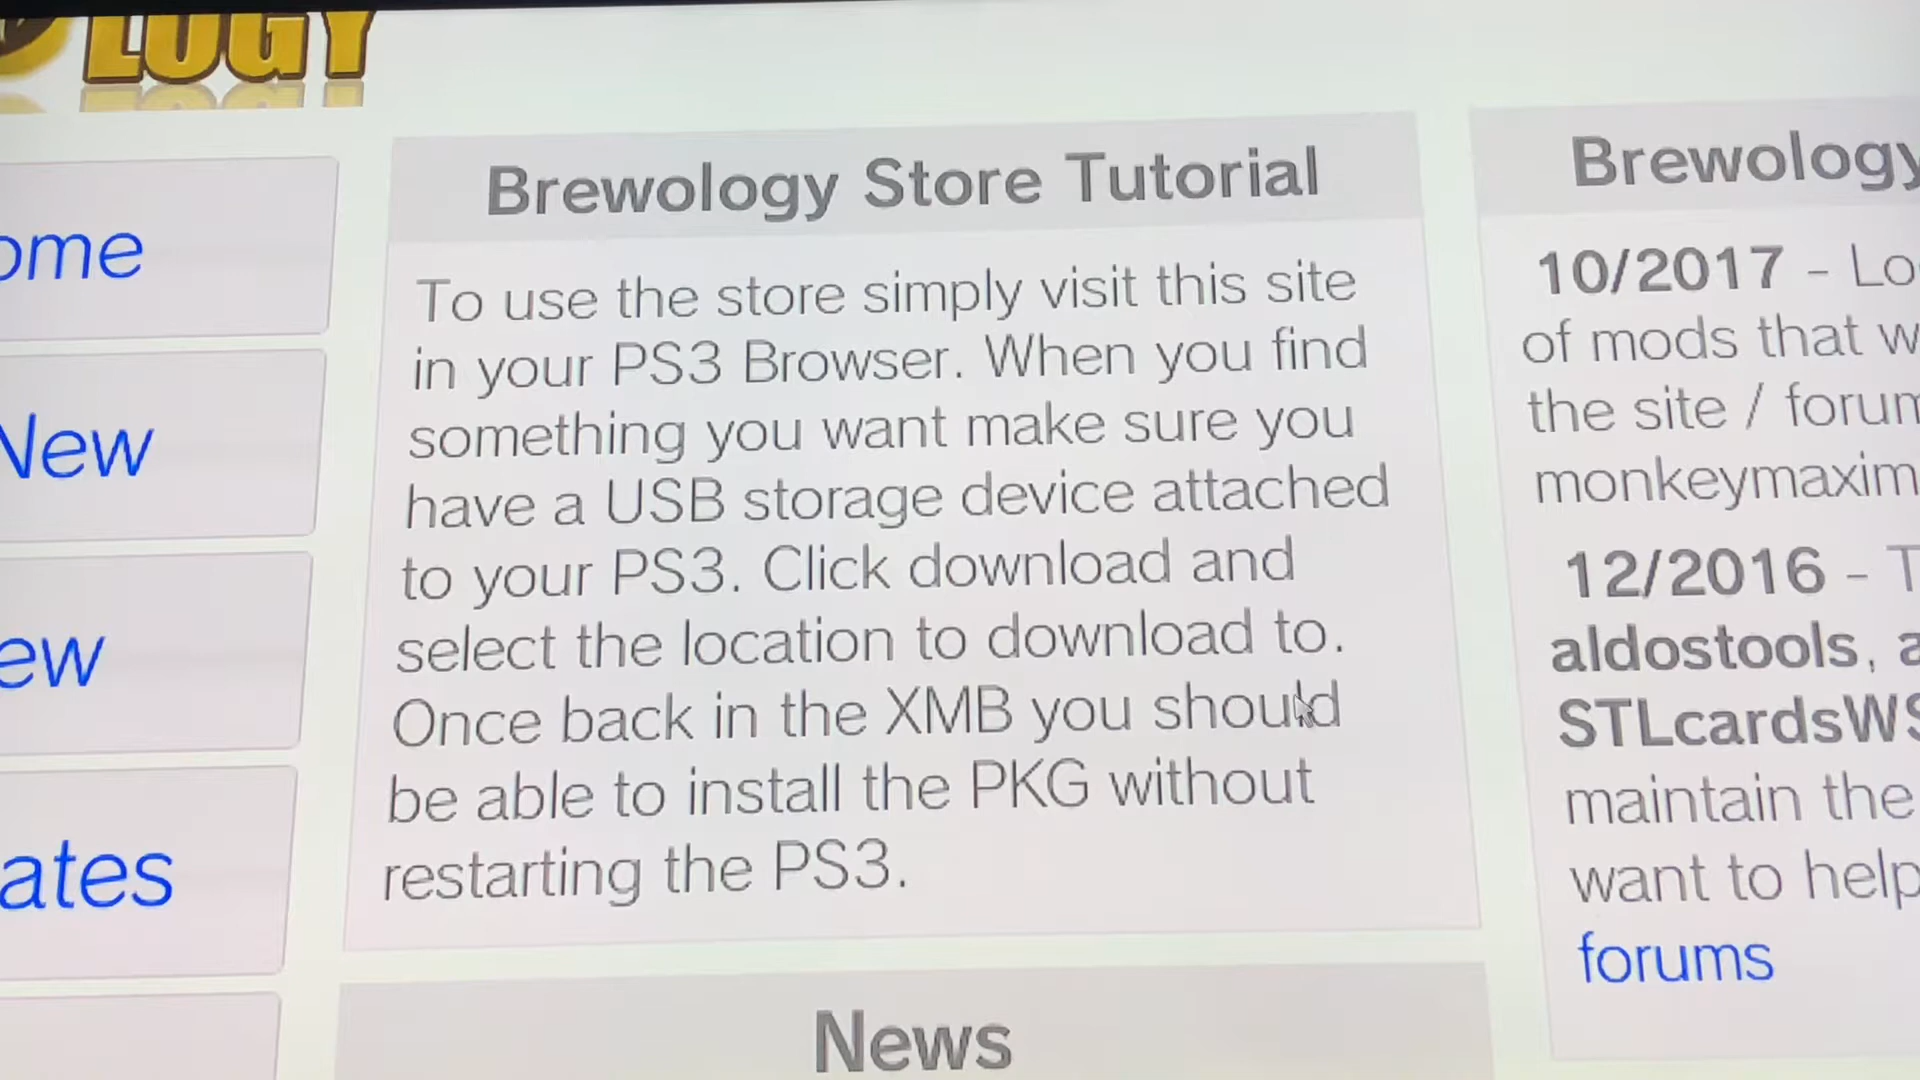 LOGY
ome
New
ew
ates
Brewology Store Tutorial
To use the store simply visit this site
in your PS3 Browser. When you find
something you want make sure you
have a USB storage device attached
to your PS3. Click download and
select the location to download to.
Once back in the XMB you should
be able to install the PKG without
restarting the PS3.
News
Brewology
10/2017 - Lo
of mods that w
the site / forum
monkeymaxim
12/2016 - T
aldostools, a
STLcardsWS
maintain the
want to help
forums